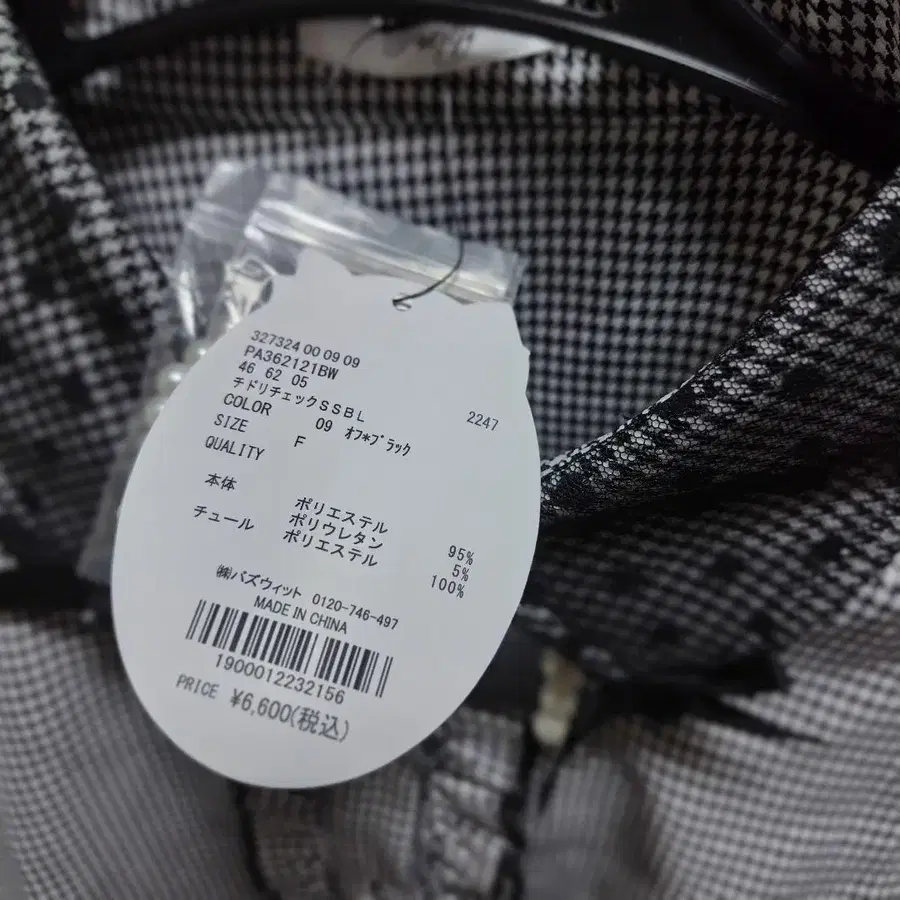 327324 00 09 09
PA362121BW
46 62 05
チドリチェックSSBL 2247
COLOR 09 ｵﾌ*ﾌﾞﾗｯｸ
SIZE F
QUALITY
本体 ポリエステル 95%
ポリウレタン 5%
チュール ポリエステル 100%
㈱バズウィット 0120-746-497
MADE IN CHINA
1900012232156
PRICE ¥6,600(税込)